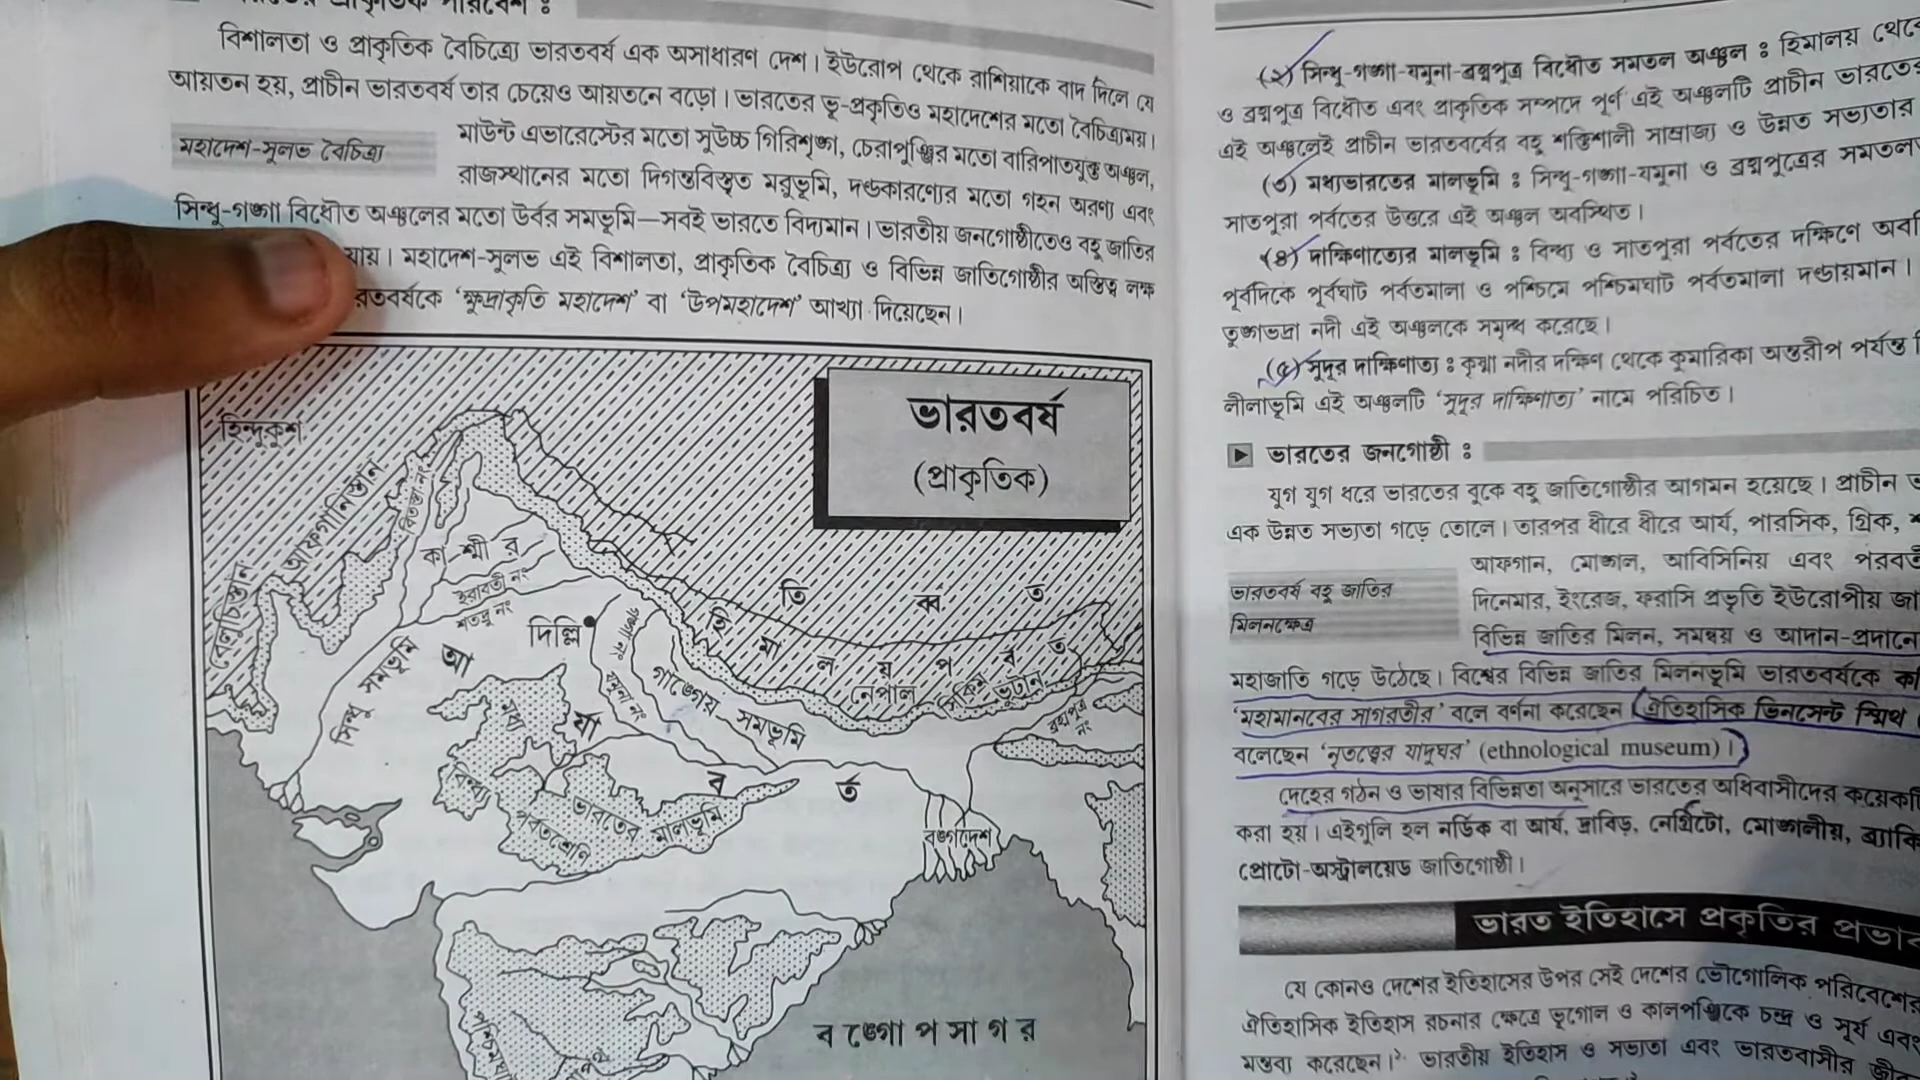 বিশালতা ও প্রাকৃতিক বৈচিত্র্যে ভারতবর্ষ এক অসাধারণ দেশ। ইউরোপ থেকে রাশিয়াকে বাদ দিলে যে
আয়তন হয়, প্রাচীন ভারতবর্ষ তার চেয়েও আয়তনে বড়ো। ভারতের ভূ-প্রকৃতিও মহাদেশের মতো বৈচিত্র্যময়।
মহাদেশ-সুলভ বৈচিত্র্য
মাউন্ট এভারেস্টের মতো সুউচ্চ গিরিশৃঙ্গ, চেরাপুঞ্জির মতো বারিপাতযুক্ত অঞ্চল,
রাজস্থানের মতো দিগন্তবিস্তৃত মরুভূমি, দণ্ডকারণ্যের মতো গহন অরণ্য এবং
সিন্ধু-গঙ্গা বিধৌত অঞ্চলের মতো উর্বর সমভূমি—সবই ভারতে বিদ্যমান। ভারতীয় জনগোষ্ঠীতেও বহু জাতির
যায়। মহাদেশ-সুলভ এই বিশালতা, প্রাকৃতিক বৈচিত্র্য ও বিভিন্ন জাতিগোষ্ঠীর অস্তিত্ব লক্ষ
‘ক্ষুদ্রাকৃতি মহাদেশ’ বা ‘উপমহাদেশ’ আখ্যা দিয়েছেন।
ভারতবর্ষ
(প্রাকৃতিক)
হিন্দুকুশ
আফগানিস্তান
বেলুচিস্তান
বিতস্তা নং
কাশ্মীর
ইরাবতী নং
শতদ্রু নং
দিল্লি
তিব্বত
হিমালয় পর্বত
নেপাল
সিকিম
ভুটান
ব্রহ্মপুত্র নং
সিন্ধু সমভূমি
আর্যাবর্ত
যমুনা নং
গাঙ্গেয় সমভূমি
মধ্য ভারতের মালভূমি
বিন্ধ্য পর্বতশ্রেণি
বঙ্গদেশ
বঙ্গোপসাগর
(২) সিন্ধু-গঙ্গা-যমুনা-ব্রহ্মপুত্র বিধৌত সমতল অঞ্চল : হিমালয় থেকে
ও ব্রহ্মপুত্র বিধৌত এবং প্রাকৃতিক সম্পদে পূর্ণ এই অঞ্চলটি প্রাচীন ভারতের
এই অঞ্চলেই প্রাচীন ভারতবর্ষের বহু শক্তিশালী সাম্রাজ্য ও উন্নত সভ্যতার
(৩) মধ্যভারতের মালভূমি : সিন্ধু-গঙ্গা-যমুনা ও ব্রহ্মপুত্রের সমতল
সাতপুরা পর্বতের উত্তরে এই অঞ্চল অবস্থিত।
(৪) দাক্ষিণাত্যের মালভূমি : বিন্ধ্য ও সাতপুরা পর্বতের দক্ষিণে
পূর্বদিকে পূর্বঘাট পর্বতমালা ও পশ্চিমে পশ্চিমঘাট পর্বতমালা দণ্ডায়মান।
তুঙ্গভদ্রা নদী এই অঞ্চলকে সমৃদ্ধ করেছে।
(৫) সুদূর দাক্ষিণাত্য : কৃষ্ণা নদীর দক্ষিণ থেকে কুমারিকা অন্তরীপ পর্যন্ত
লীলাভূমি এই অঞ্চলটি ‘সুদূর দাক্ষিণাত্য’ নামে পরিচিত।
ভারতের জনগোষ্ঠী :
যুগ যুগ ধরে ভারতের বুকে বহু জাতিগোষ্ঠীর আগমন হয়েছে। প্রাচীন
এক উন্নত সভ্যতা গড়ে তোলে। তারপর ধীরে ধীরে আর্য, পারসিক, গ্রিক,
ভারতবর্ষ বহু জাতির
মিলনক্ষেত্র
আফগান, মোঙ্গল, আবিসিনিয় এবং
দিনেমার, ইংরেজ, ফরাসি প্রভৃতি ইউরোপীয়
বিভিন্ন জাতির মিলন, সমন্বয় ও
মহাজাতি গড়ে উঠেছে। বিশ্বের বিভিন্ন জাতির মিলনভূমি ভারতবর্ষকে
‘মহামানবের সাগরতীর’ বলে বর্ণনা করেছেন। ঐতিহাসিক ভিনসেন্ট স্মিথ
বলেছেন ‘নৃতত্ত্বের যাদুঘর’ (ethnological museum)।
দেহের গঠন ও ভাষার বিভিন্নতা অনুসারে ভারতের অধিবাসীদের
করা হয়। এইগুলি হল নর্ডিক বা আর্য, দ্রাবিড়, নেগ্রিটো, মোঙ্গলীয়,
প্রোটো-অস্ট্রালয়েড জাতিগোষ্ঠী।
ভারত ইতিহাসে প্রকৃতির প্রভাব
যে কোনও দেশের ইতিহাসের উপর সেই দেশের ভৌগোলিক পরিবেশের
ঐতিহাসিক ইতিহাস রচনার ক্ষেত্রে ভূগোল ও কালপঞ্জিকে চন্দ্র ও সূর্য
মন্তব্য করেছেন। ভারতীয় ইতিহাস ও সভ্যতা এবং ভারতবাসীর